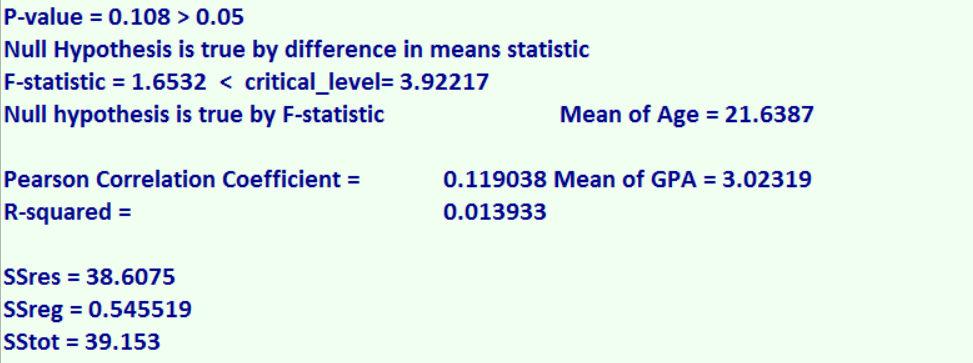 P-value = 0.108 > 0.05
Null Hypothesis is true by difference in means statistic
F-statistic = 1.6532 < critical_level= 3.92217
Null hypothesis is true by F-statistic Mean of Age = 21.6387
Pearson Correlation Coefficient = 0.119038 Mean of GPA = 3.02319
R-squared = 0.013933
SSres = 38.6075
SSreg = 0.545519
SStot = 39.153